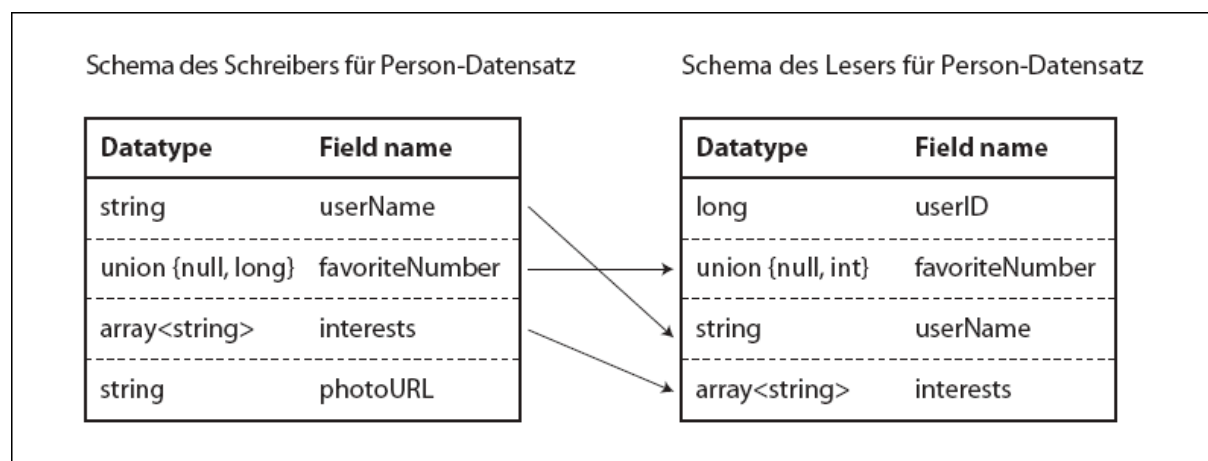 Schema des Schreibers für Person-Datensatz
Datatype Field name
string userName
union {null, long} favoriteNumber
array<string> interests
string photoURL
Schema des Lesers für Person-Datensatz
Datatype Field name
long userID
union {null, int} favoriteNumber
string userName
array<string> interests